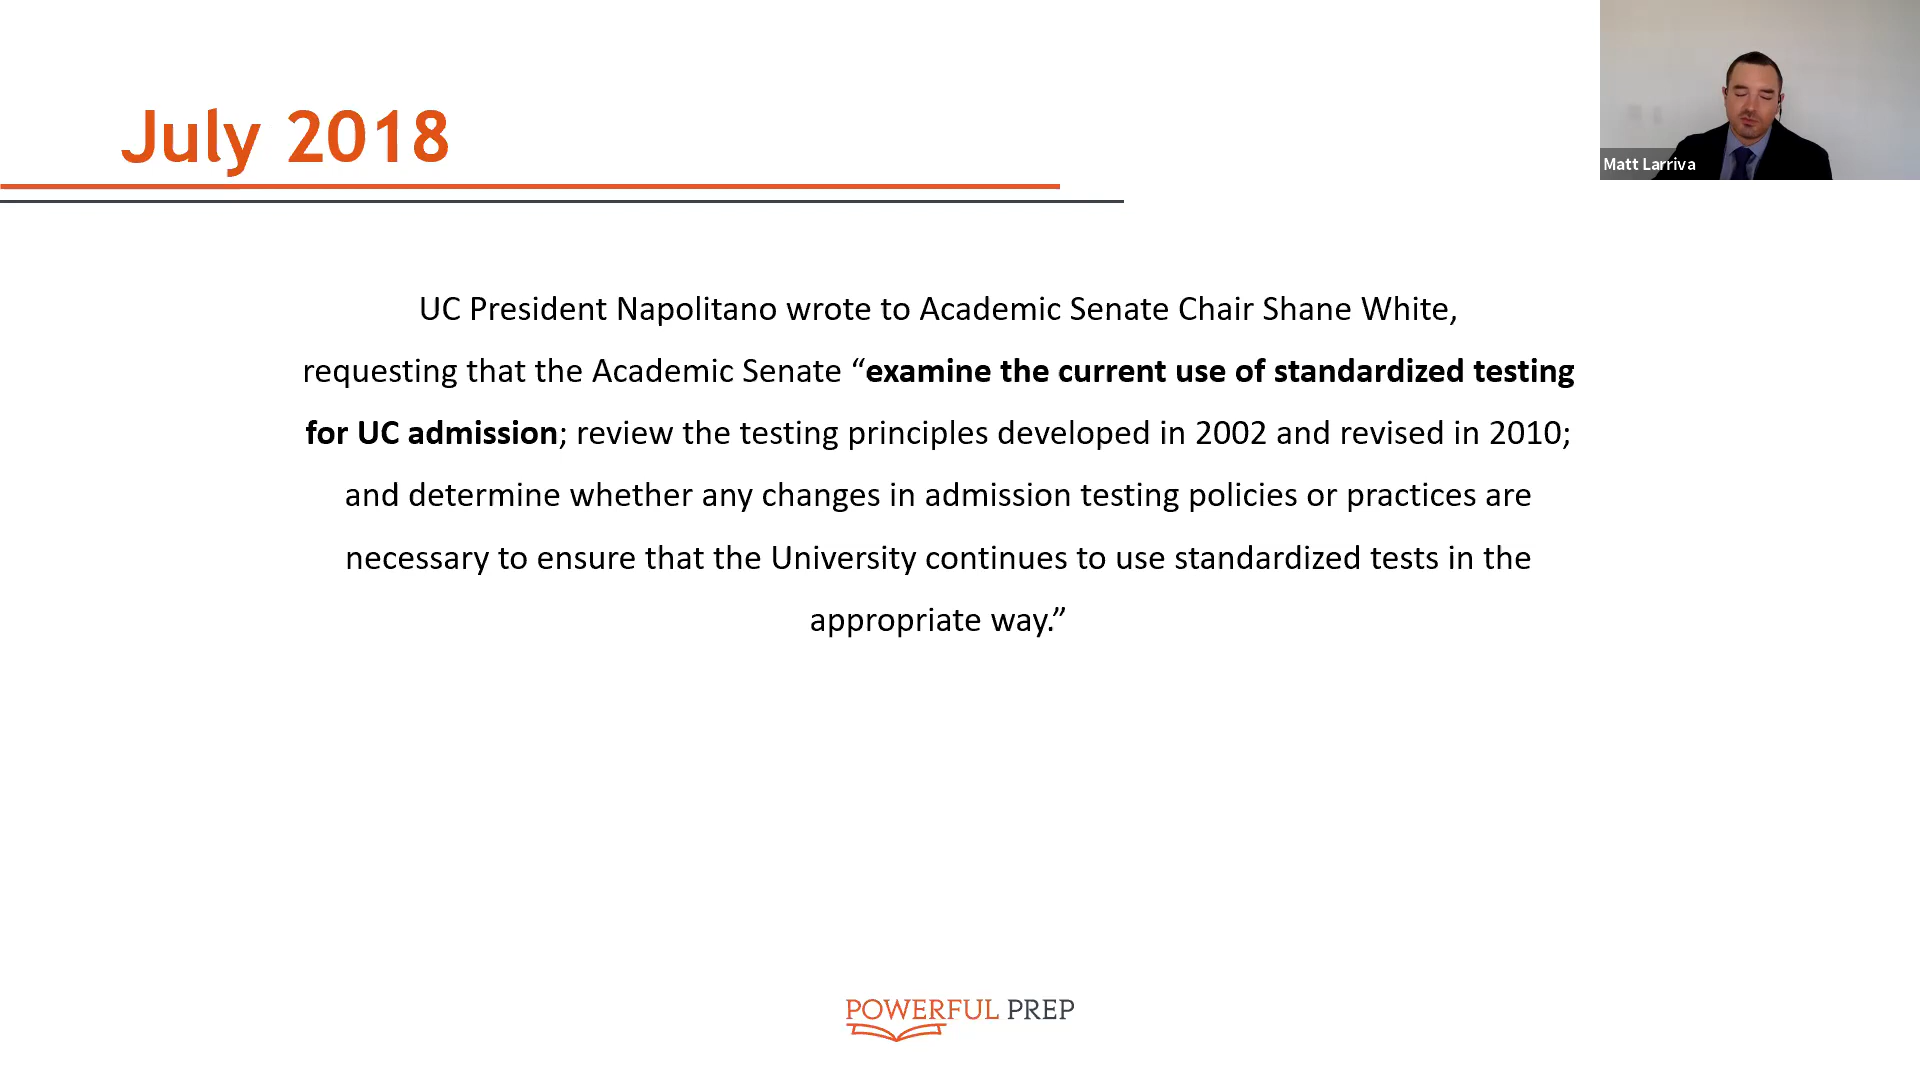 July 2018
Matt Larriva
UC President Napolitano wrote to Academic Senate Chair Shane White,
requesting that the Academic Senate “examine the current use of standardized testing
for UC admission; review the testing principles developed in 2002 and revised in 2010;
and determine whether any changes in admission testing policies or practices are
necessary to ensure that the University continues to use standardized tests in the
appropriate way.”
POWERFUL PREP